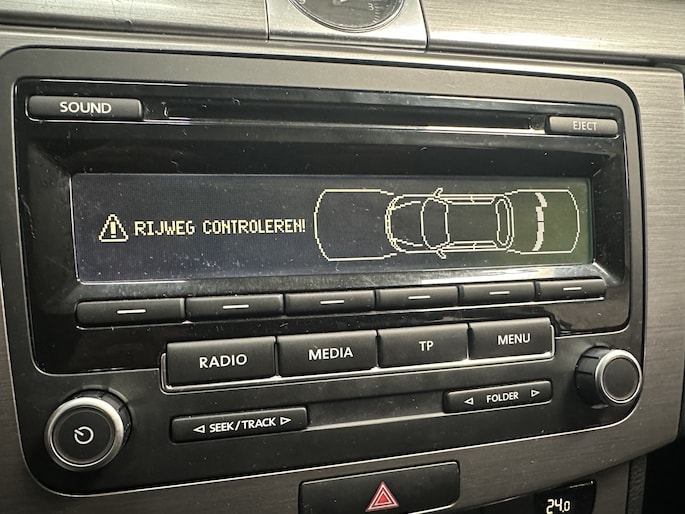 SOUND
EJECT
RIJWEG CONTROLEREN!
RADIO
MEDIA
TP
MENU
SEEK/TRACK
FOLDER
24.0